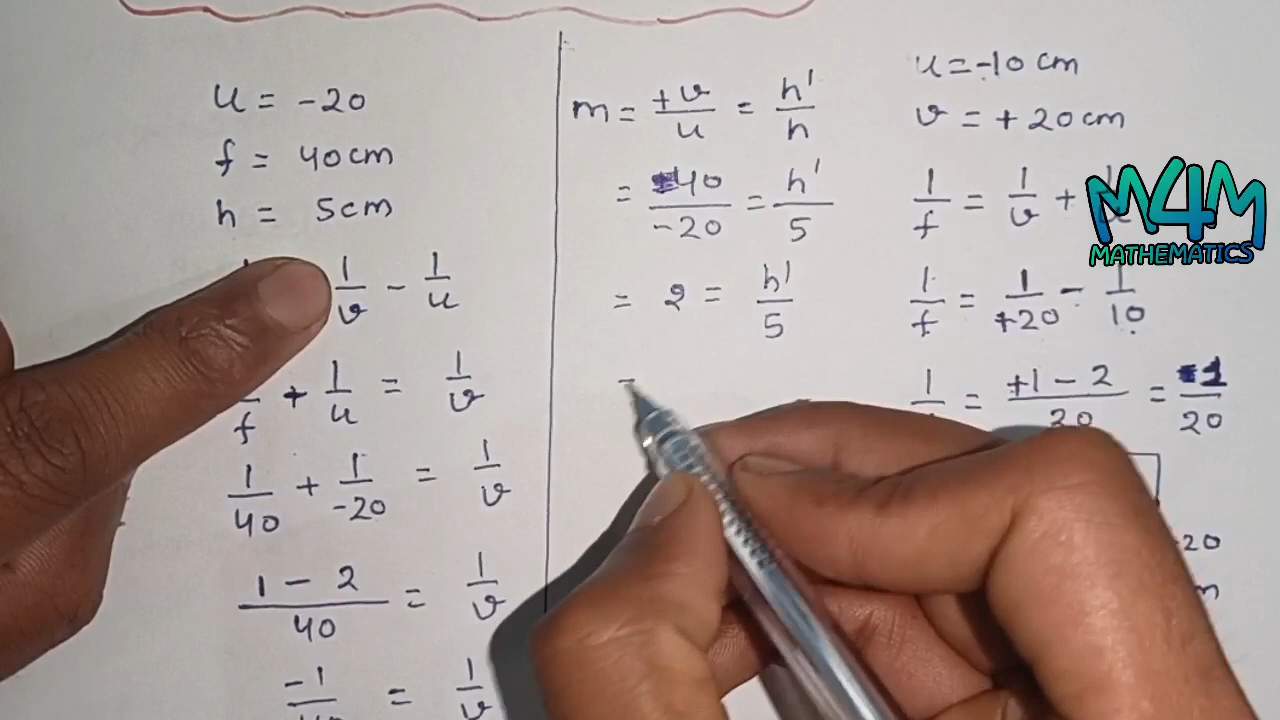 u = -20
f = 40cm
h = 5cm
1/v - 1/u
/f + 1/u = 1/v
1/40 + 1/-20 = 1/v
1 - 2/40 = 1/v
-1/ = 1/v
m = +v/u = h'/h
= 40/-20 = h'/5
= 2 = h'/5
=
u = -10 cm
v = +20cm
1/f = 1/v +
1/f = 1/+20 - 1/10
1/ = +1 - 2/20 = -1/20
20
m
M4M
MATHEMATICS